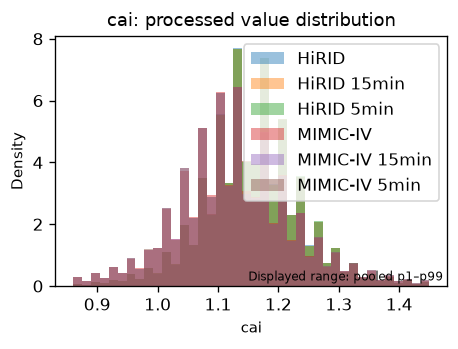 cai: processed value distribution
Density
8
6
4
2
0
HiRID
HiRID 15min
HiRID 5min
MIMIC-IV
MIMIC-IV 15min
MIMIC-IV 5min
Displayed range: pooled p1–p99
0.9 1.0 1.1 1.2 1.3 1.4
cai